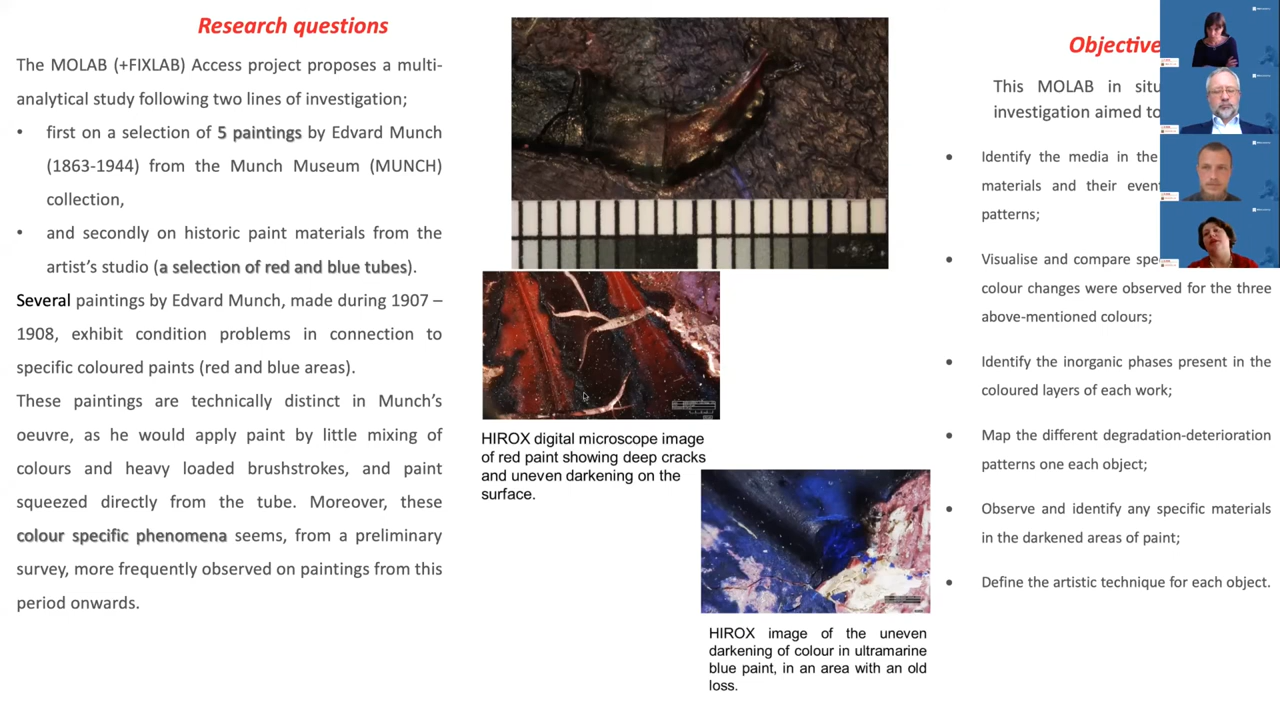 Research questions
The MOLAB (+FIXLAB) Access project proposes a multi-
analytical study following two lines of investigation;
• first on a selection of 5 paintings by Edvard Munch
(1863-1944) from the Munch Museum (MUNCH)
collection,
• and secondly on historic paint materials from the
artist's studio (a selection of red and blue tubes).
Several paintings by Edvard Munch, made during 1907 –
1908, exhibit condition problems in connection to
specific coloured paints (red and blue areas).
These paintings are technically distinct in Munch's
oeuvre, as he would apply paint by little mixing of
colours and heavy loaded brushstrokes, and paint
squeezed directly from the tube. Moreover, these
colour specific phenomena seems, from a preliminary
survey, more frequently observed on paintings from this
period onwards.
HIROX digital microscope image
of red paint showing deep cracks
and uneven darkening on the
surface.
HIROX image of the uneven
darkening of colour in ultramarine
blue paint, in an area with an old
loss.
Objective
This MOLAB in situ
investigation aimed to
• Identify the media in the
materials and their
patterns;
• Visualise and compare
colour changes were observed for the three
above-mentioned colours;
• Identify the inorganic phases present in the
coloured layers of each work;
• Map the different degradation-deterioration
patterns one each object;
• Observe and identify any specific materials
in the darkened areas of paint;
• Define the artistic technique for each object.